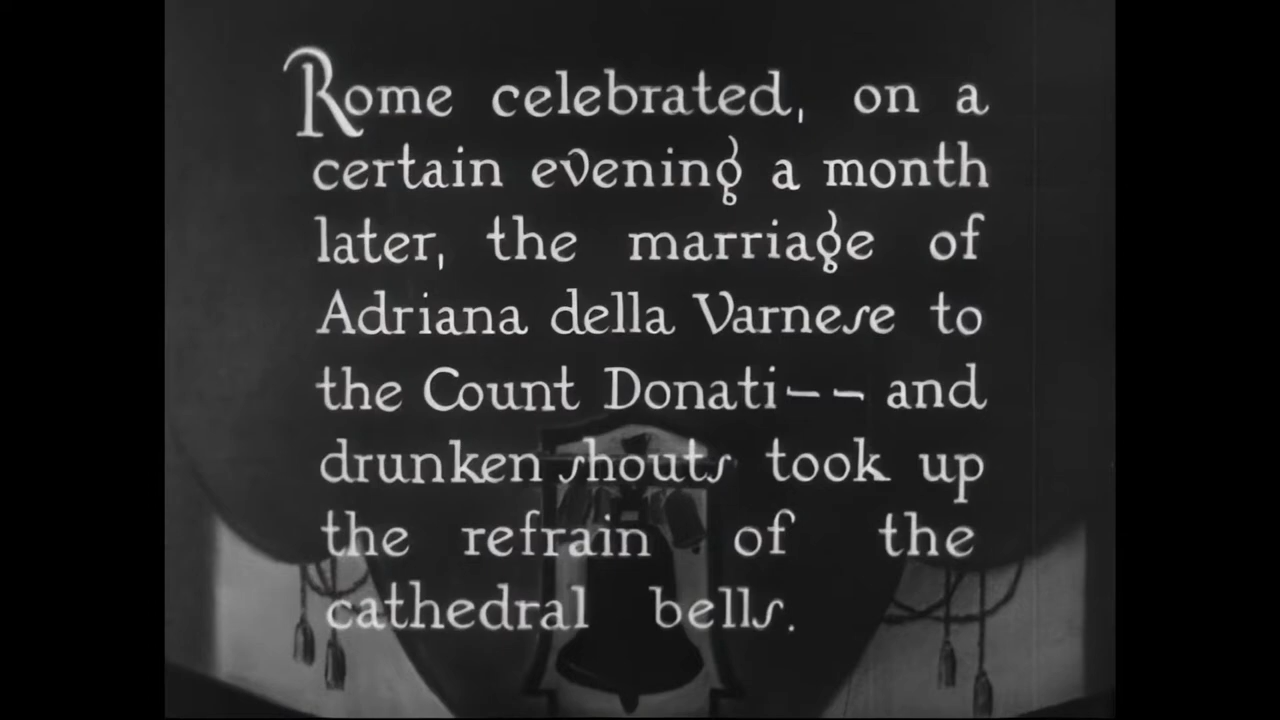 Rome celebrated, on a
certain evening a month
later, the marriage of
Adriana della Varnese to
the Count Donati-- and
drunken shouts took up
the refrain of the
cathedral bells.